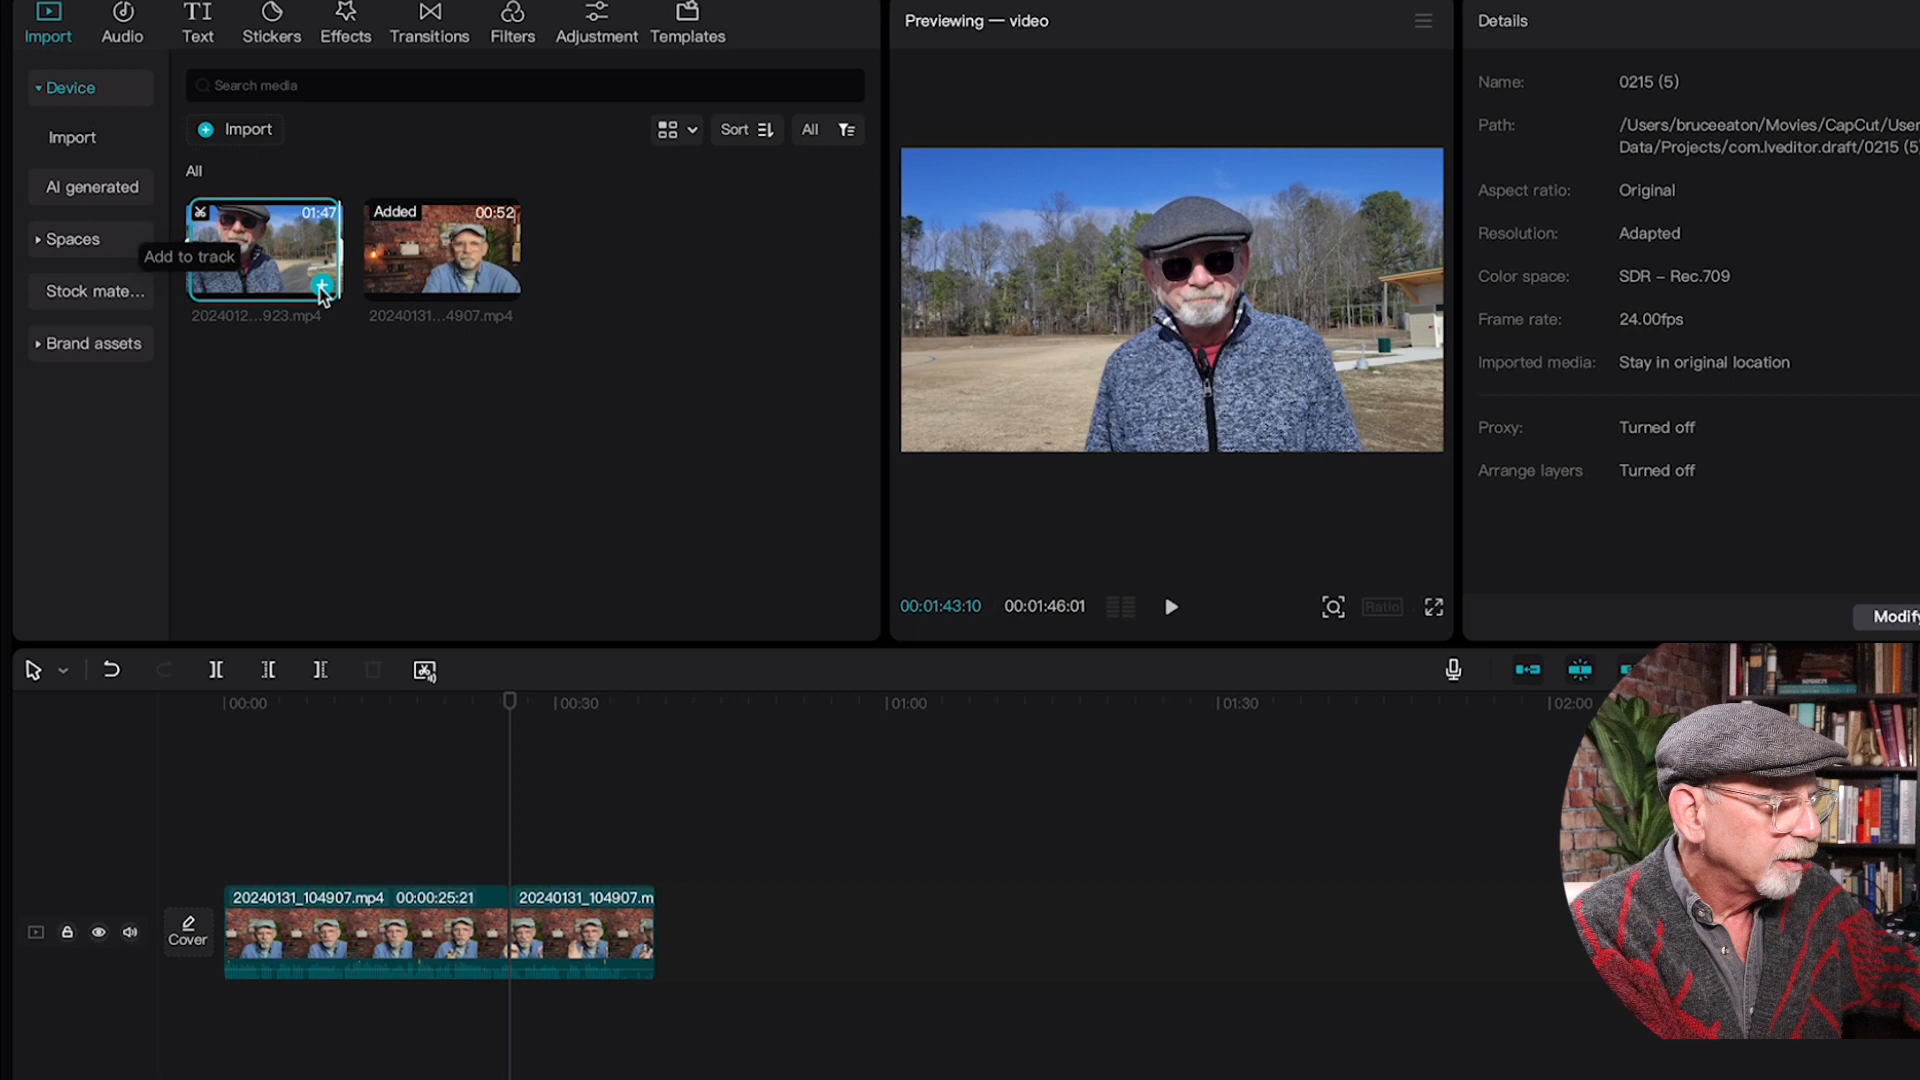 Import
Audio
Text
Stickers
Effects
Transitions
Filters
Adjustment
Templates
Device
Import
AI generated
Spaces
Stock mate...
Brand assets
Search media
Import
Sort
All
All
01:47
Added
00:52
Add to track
2024012...923.mp4
20240131...4907.mp4
Previewing — video
00:01:43:10
00:01:46:01
Ratio
Details
Name:
0215 (5)
Path:
/Users/bruceeaton/Movies/CapCut/User
Data/Projects/com.lveditor.draft/0215 (5
Aspect ratio:
Original
Resolution:
Adapted
Color space:
SDR – Rec.709
Frame rate:
24.00fps
Imported media:
Stay in original location
Proxy:
Turned off
Arrange layers
Turned off
Modify
00:00
00:30
01:00
01:30
02:00
Cover
20240131_104907.mp4 00:00:25:21
20240131_104907.m